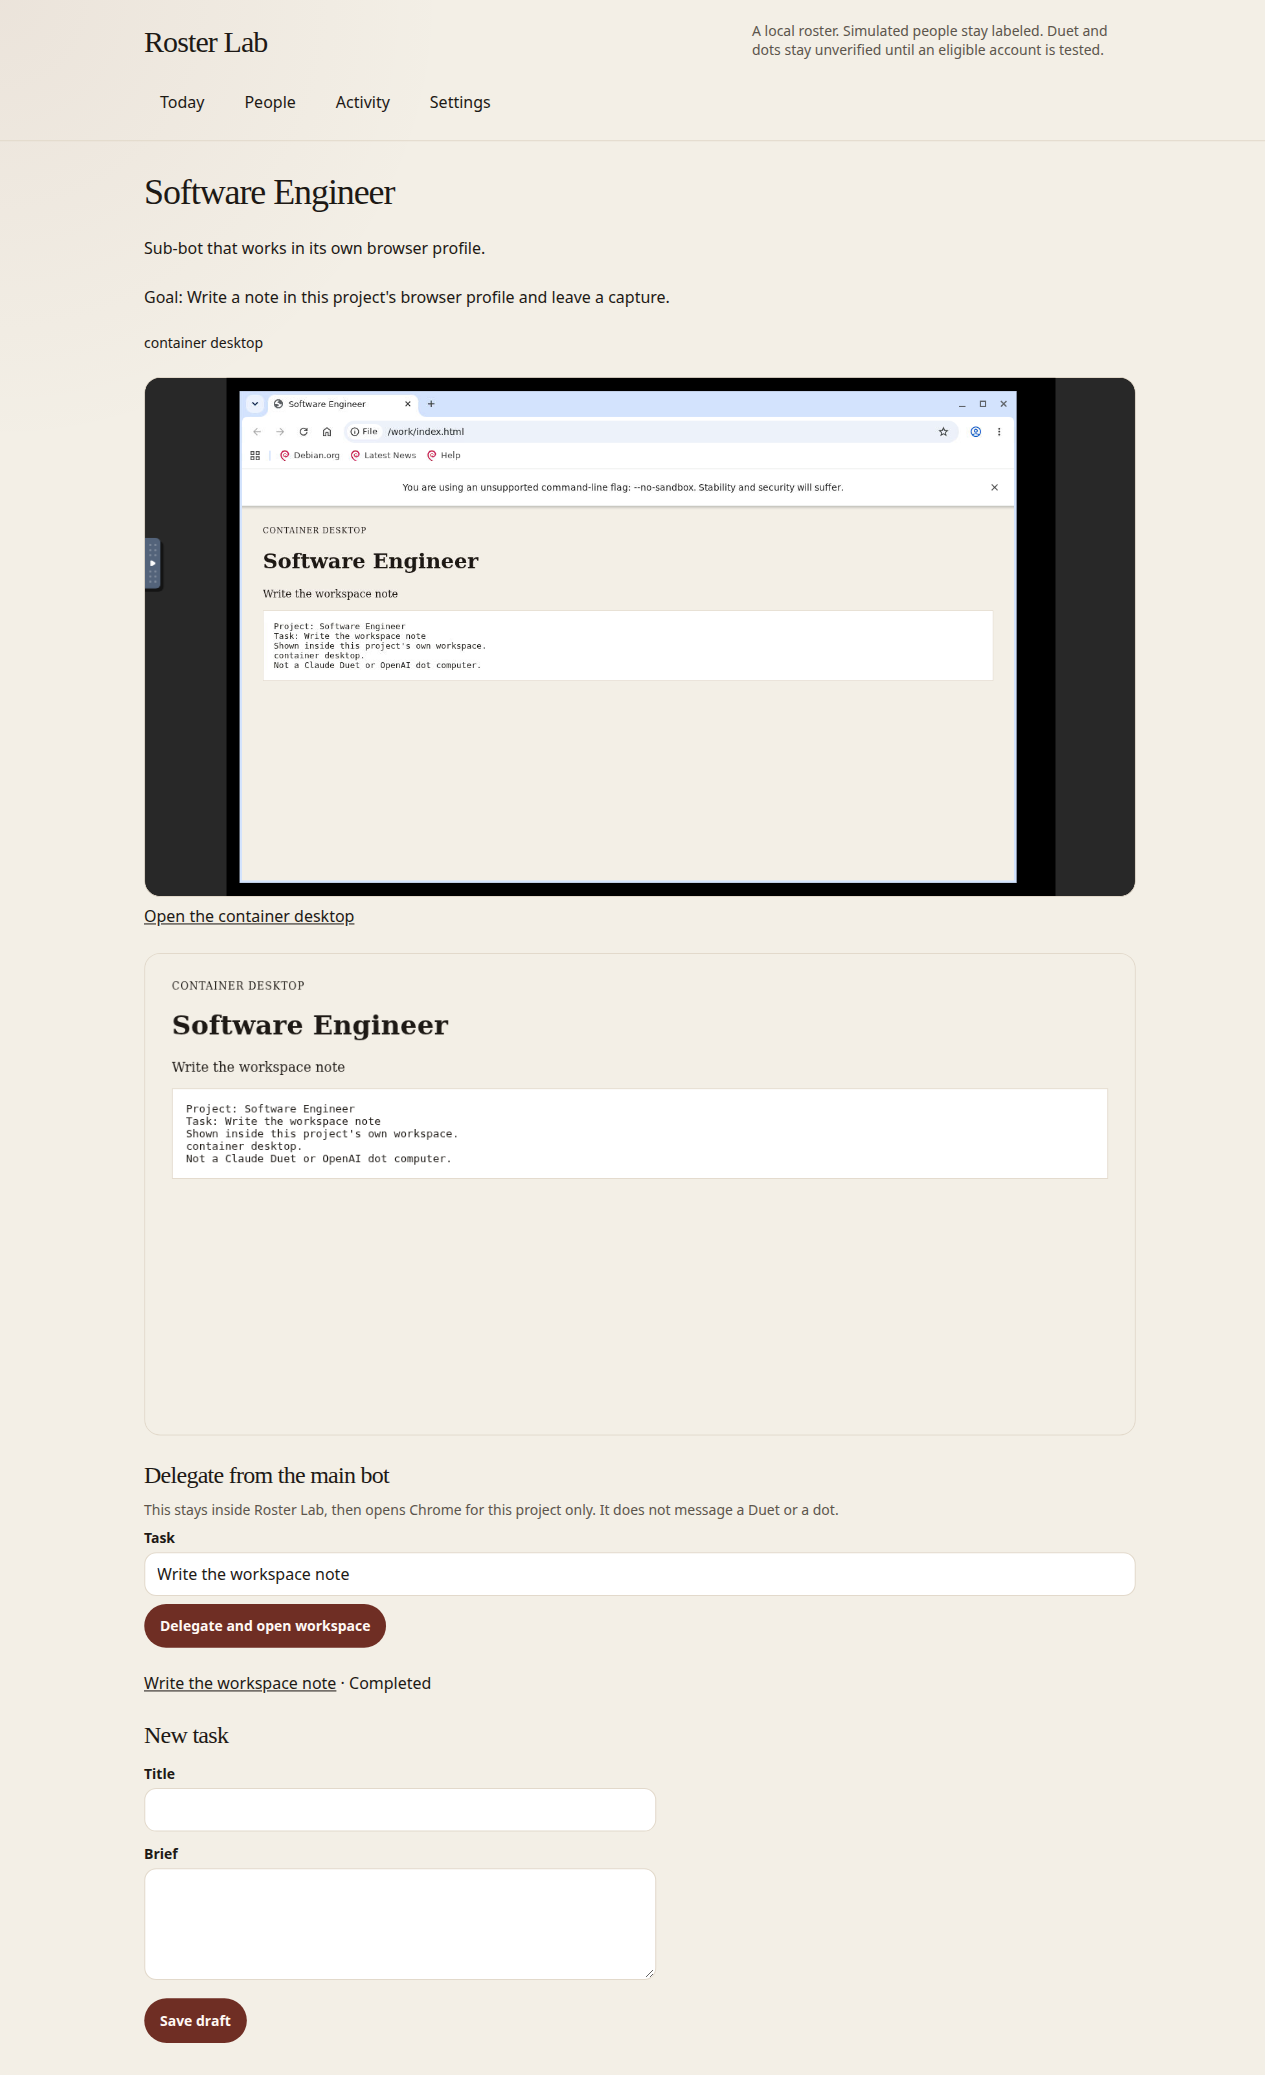 Roster Lab
A local roster. Simulated people stay labeled. Duet and
dots stay unverified until an eligible account is tested.
Today People Activity Settings
Software Engineer
Sub-bot that works in its own browser profile.
Goal: Write a note in this project's browser profile and leave a capture.
container desktop
Software Engineer
File /work/index.html
Debian.org Latest News Help
You are using an unsupported command-line flag: --no-sandbox. Stability and security will suffer.
CONTAINER DESKTOP
Software Engineer
Write the workspace note
Project: Software Engineer
Task: Write the workspace note
Shown inside this project's own workspace.
container desktop.
Not a Claude Duet or OpenAI dot computer.
Open the container desktop
CONTAINER DESKTOP
Software Engineer
Write the workspace note
Project: Software Engineer
Task: Write the workspace note
Shown inside this project's own workspace.
container desktop.
Not a Claude Duet or OpenAI dot computer.
Delegate from the main bot
This stays inside Roster Lab, then opens Chrome for this project only. It does not message a Duet or a dot.
Task
Write the workspace note
Delegate and open workspace
Write the workspace note · Completed
New task
Title
Brief
Save draft